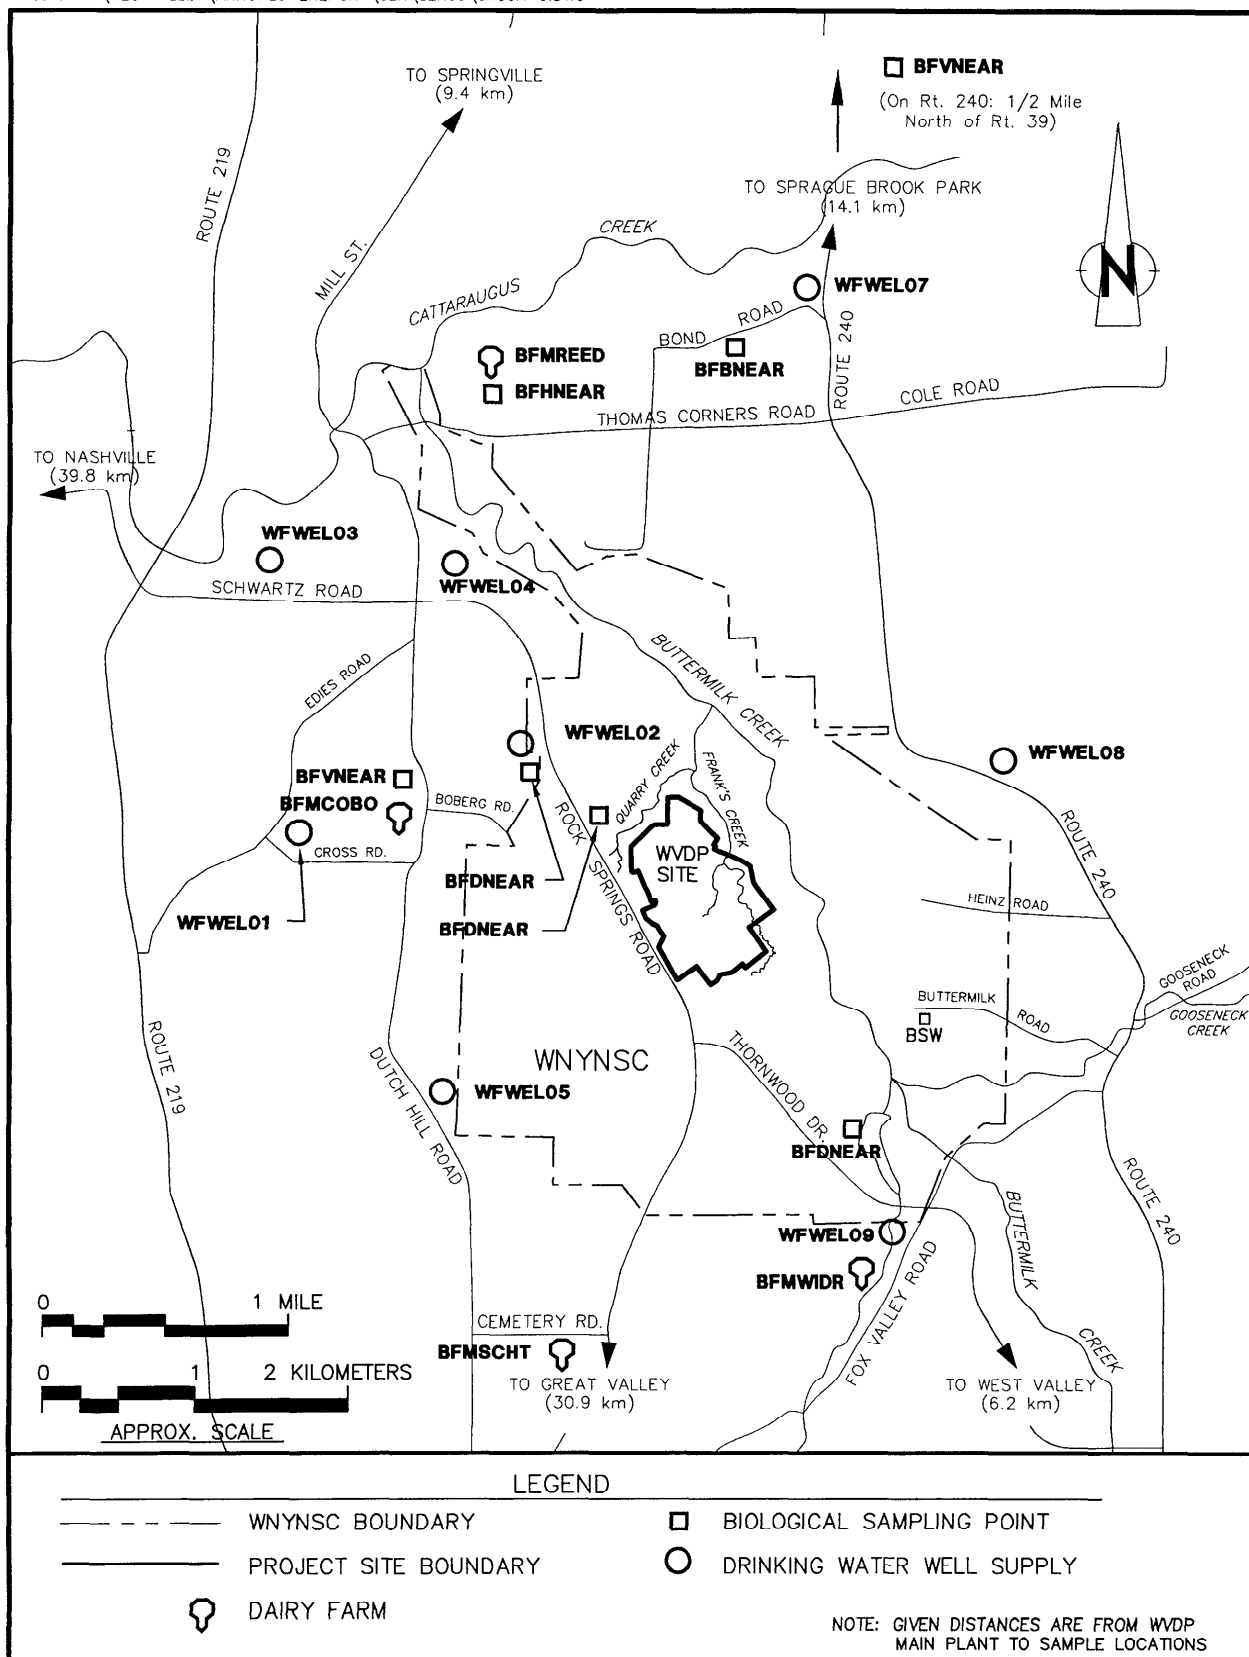 BFVNEAR
(On Rt. 240: 1/2 Mile
North of Rt. 39)
TO SPRINGVILLE
(9.4 km)
ROUTE 219
MILL ST.
TO SPRAGUE BROOK PARK
(14.1 km)
CREEK
CATTARAUGUS
N
WFWEL07
BOND
ROAD
ROUTE 240
BFMREED
BFHNEAR
BFBNEAR
THOMAS CORNERS ROAD
COLE ROAD
TO NASHVILLE
(39.8 km)
WFWEL03
WFWEL04
SCHWARTZ ROAD
EDIES ROAD
BUTTERMILK CREEK
WFWEL02
WFWEL08
BFVNEAR
BFMCOBO
BOBERG RD.
QUARRY CREEK
FRANK'S CREEK
CROSS RD.
ROCK
SPRINGS ROAD
WVDP
SITE
ROUTE 240
BFDNEAR
WFWEL01
BFDNEAR
HEINZ ROAD
GOOSENECK
ROAD
GOOSENECK
CREEK
BUTTERMILK
ROAD
BSW
ROUTE 219
DUTCH HILL ROAD
WNYNSC
THORNWOOD DR.
WFWEL05
BFDNEAR
ROUTE 240
BUTTERMILK
CREEK
WFWEL09
BFMWIDR
FOX VALLEY ROAD
0
1 MILE
0
1
2 KILOMETERS
APPROX. SCALE
CEMETERY RD.
BFMSCHT
TO GREAT VALLEY
(30.9 km)
TO WEST VALLEY
(6.2 km)
LEGEND
WNYNSC BOUNDARY
BIOLOGICAL SAMPLING POINT
PROJECT SITE BOUNDARY
DRINKING WATER WELL SUPPLY
DAIRY FARM
NOTE: GIVEN DISTANCES ARE FROM WVDP
MAIN PLANT TO SAMPLE LOCATIONS